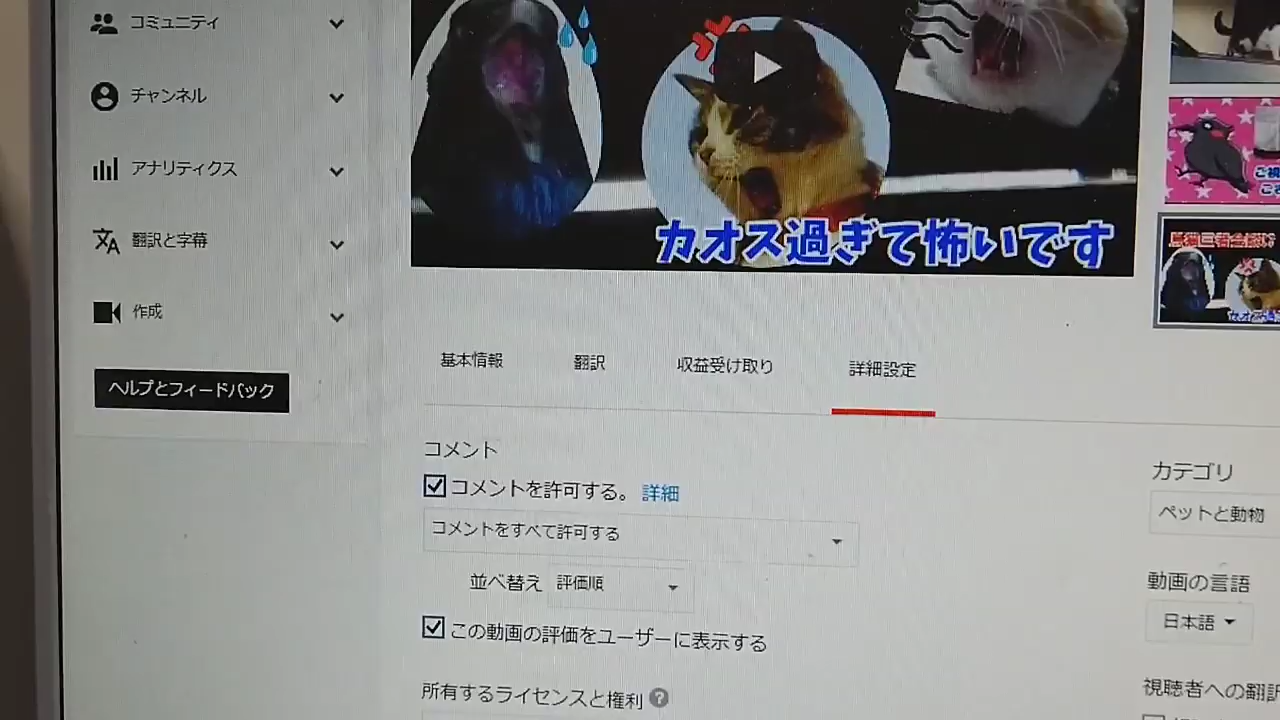 コミュニティ
チャンネル
アナリティクス
翻訳と字幕
作成
ヘルプとフィードバック
カオス過ぎて怖いです
基本情報
翻訳
収益受け取り
詳細設定
コメント
コメントを許可する。 詳細
コメントをすべて許可する
並べ替え 評価順
この動画の評価をユーザーに表示する
所有するライセンスと権利 ?
カテゴリ
ペットと動物
動画の言語
日本語
視聴者への翻訳